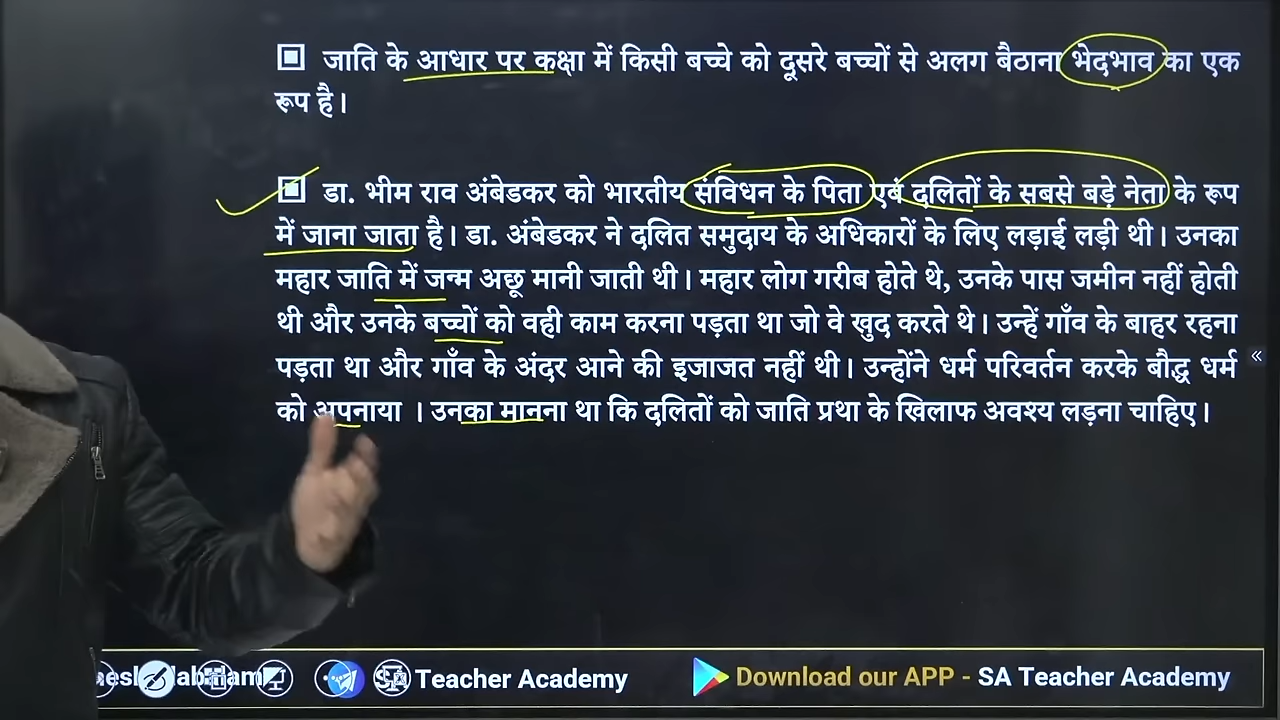 जाति के आधार पर कक्षा में किसी बच्चे को दूसरे बच्चों से अलग बैठाना भेदभाव का एक
रूप है।
डा. भीम राव अंबेडकर को भारतीय संविधन के पिता एवं दलितों के सबसे बड़े नेता के रूप
में जाना जाता है। डा. अंबेडकर ने दलित समुदाय के अधिकारों के लिए लड़ाई लड़ी थी। उनका
महार जाति में जन्म अछू मानी जाती थी। महार लोग गरीब होते थे, उनके पास जमीन नहीं होती
थी और उनके बच्चों को वही काम करना पड़ता था जो वे खुद करते थे। उन्हें गाँव के बाहर रहना
पड़ता था और गाँव के अंदर आने की इजाजत नहीं थी। उन्होंने धर्म परिवर्तन करके बौद्ध धर्म
को अपनाया । उनका मानना था कि दलितों को जाति प्रथा के खिलाफ अवश्य लड़ना चाहिए।
Teacher Academy
Download our APP - SA Teacher Academy